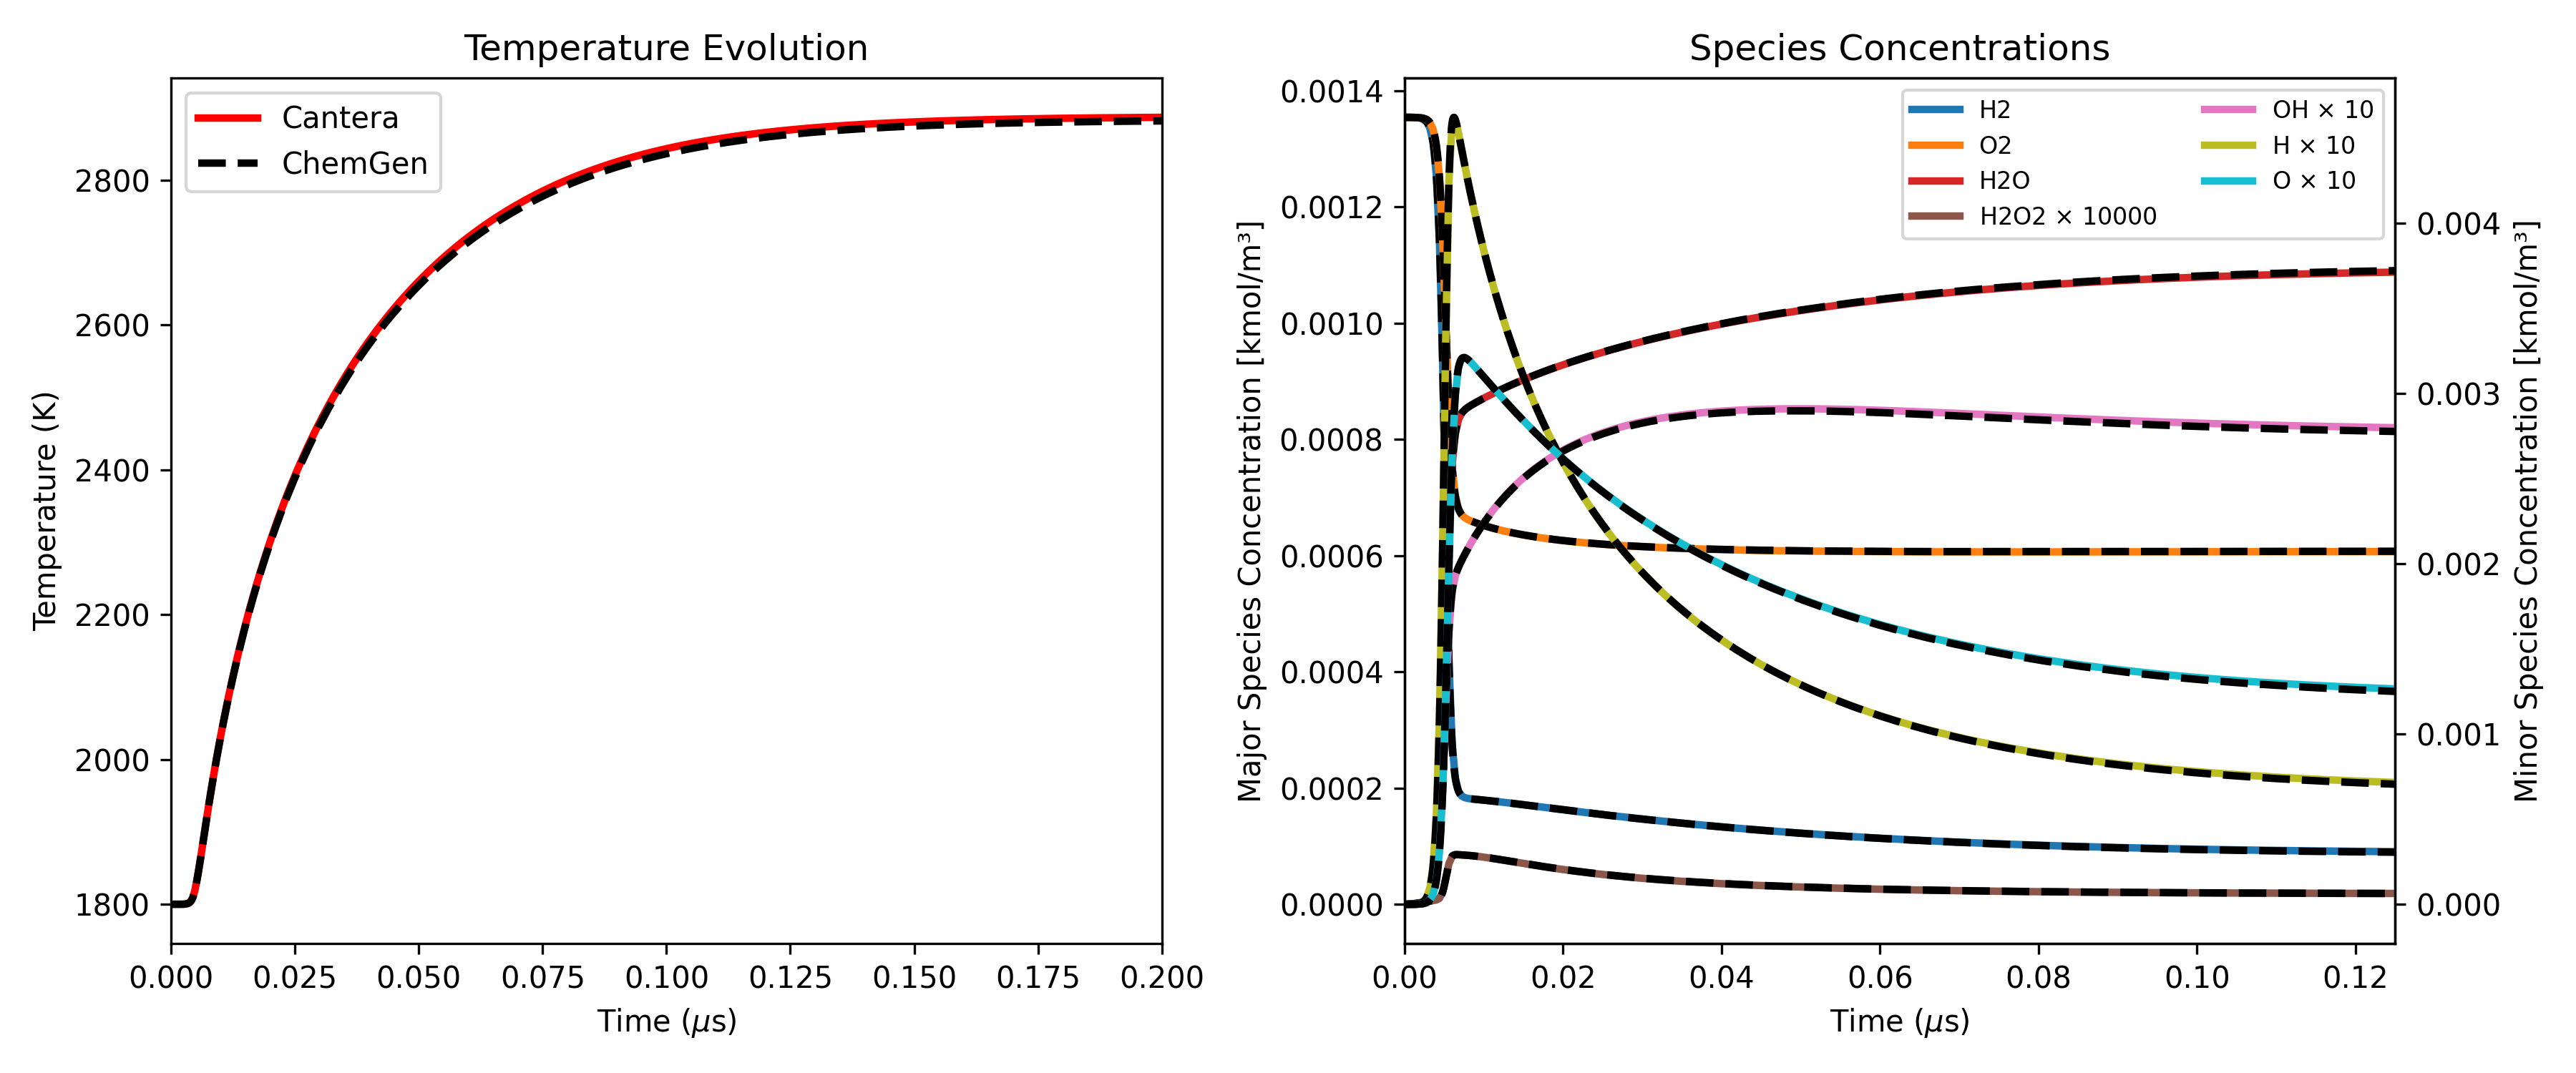 Temperature Evolution
Cantera
ChemGen
2800
2600
2400
2200
2000
1800
Temperature (K)
0.000 0.025 0.050 0.075 0.100 0.125 0.150 0.175 0.200
Time (μs)
Species Concentrations
H2
O2
H2O
H2O2 × 10000
OH × 10
H × 10
O × 10
0.0014
0.0012
0.0010
0.0008
0.0006
0.0004
0.0002
0.0000
Major Species Concentration [kmol/m³]
0.004
0.003
0.002
0.001
0.000
Minor Species Concentration [kmol/m³]
0.00 0.02 0.04 0.06 0.08 0.10 0.12
Time (μs)